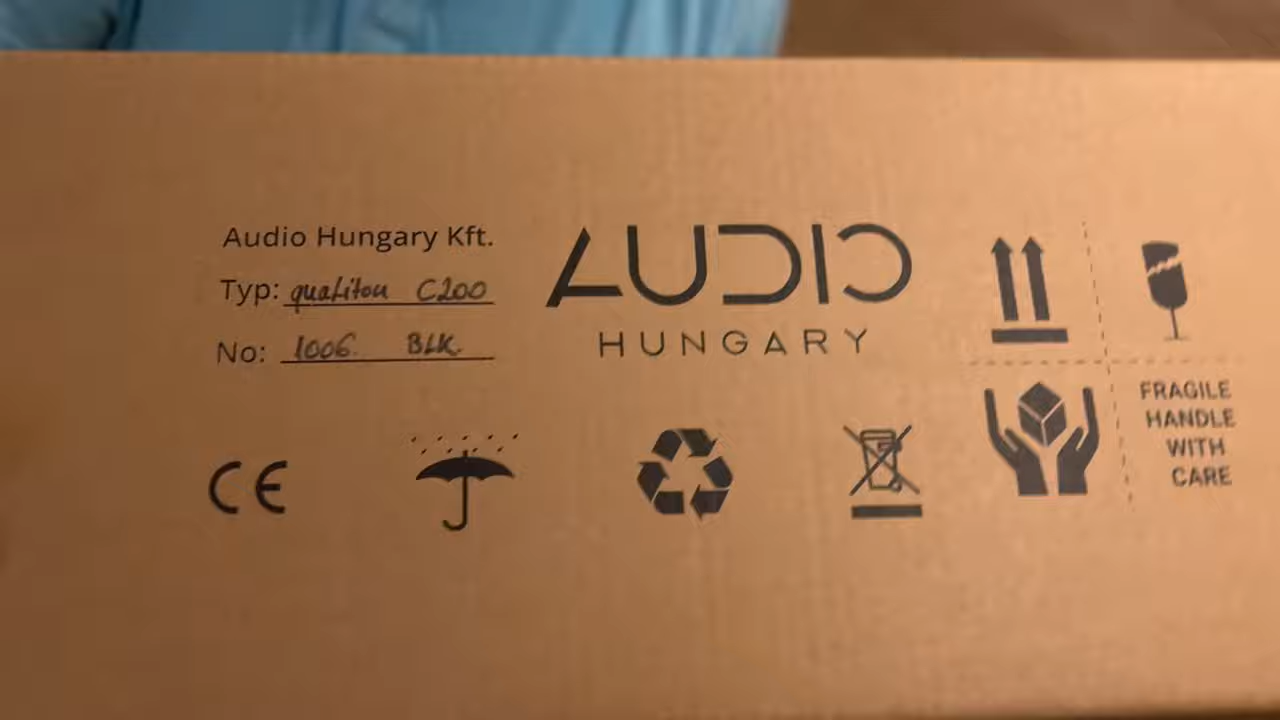 Audio Hungary Kft.
Typ: qualiton C200
No: 1006. BLK.
AUDIO
HUNGARY
FRAGILE
HANDLE
WITH
CARE
CE